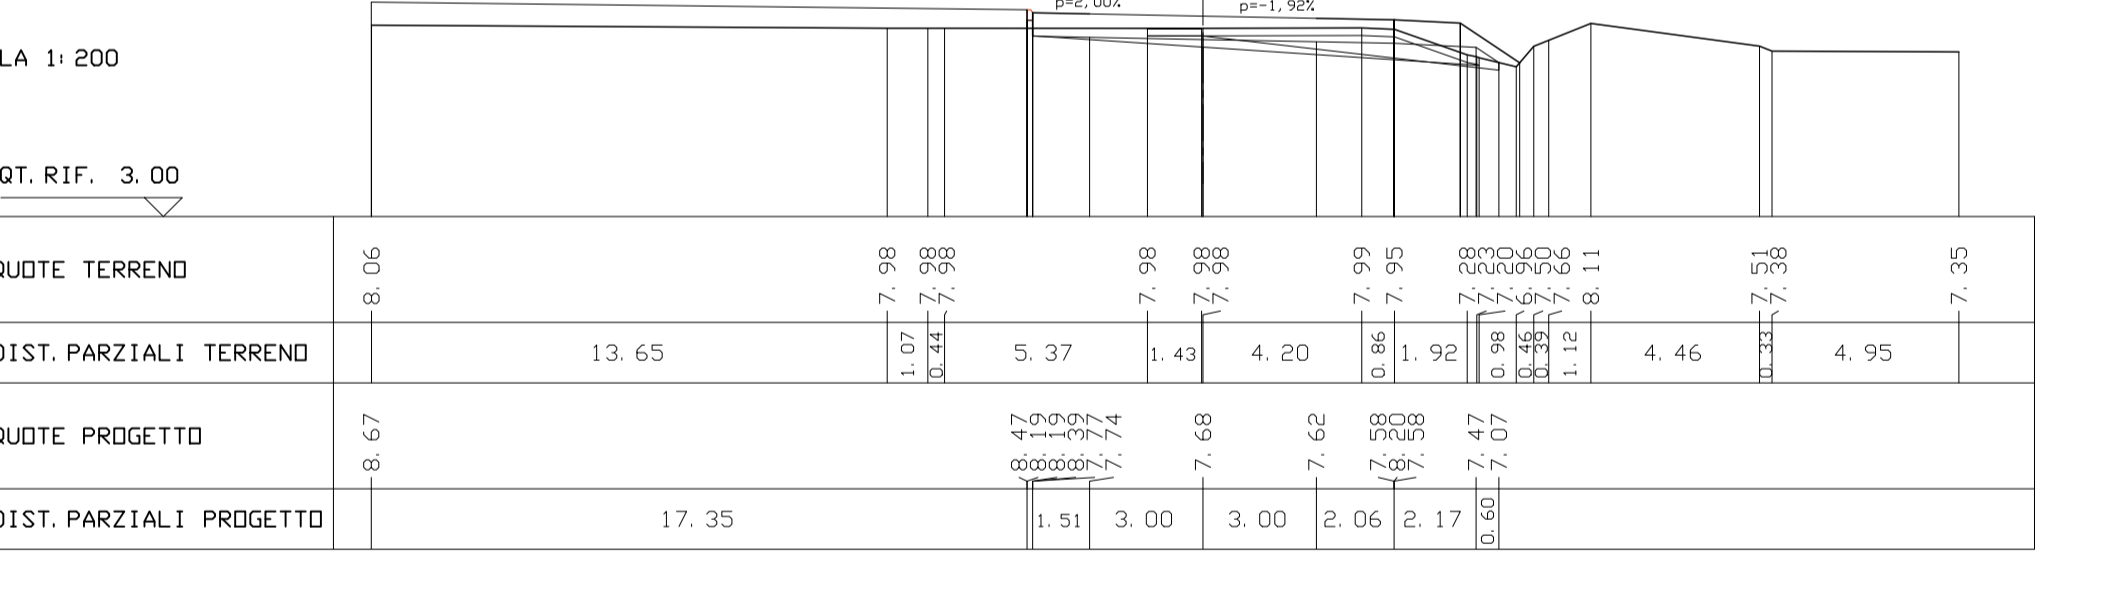 p=2,00% p=-1,92%
LA 1:200
QT.RIF. 3.00
QUOTE TERRENO 8.06 7.98 7.98 7.98 7.98 7.98 7.98 7.99 7.95 7.28 7.23 7.20 6.96 7.50 7.66 8.11 7.51 7.38 7.35
DIST.PARZIALI TERRENO 13.65 1.07 0.44 5.37 1.43 4.20 0.86 1.92 0.98 0.46 0.39 1.12 4.46 0.33 4.95
QUOTE PROGETTO 8.67 8.47 8.19 8.19 8.39 7.77 7.74 7.68 7.62 7.58 8.20 7.58 7.47 7.07
DIST.PARZIALI PROGETTO 17.35 1.51 3.00 3.00 2.06 2.17 0.60